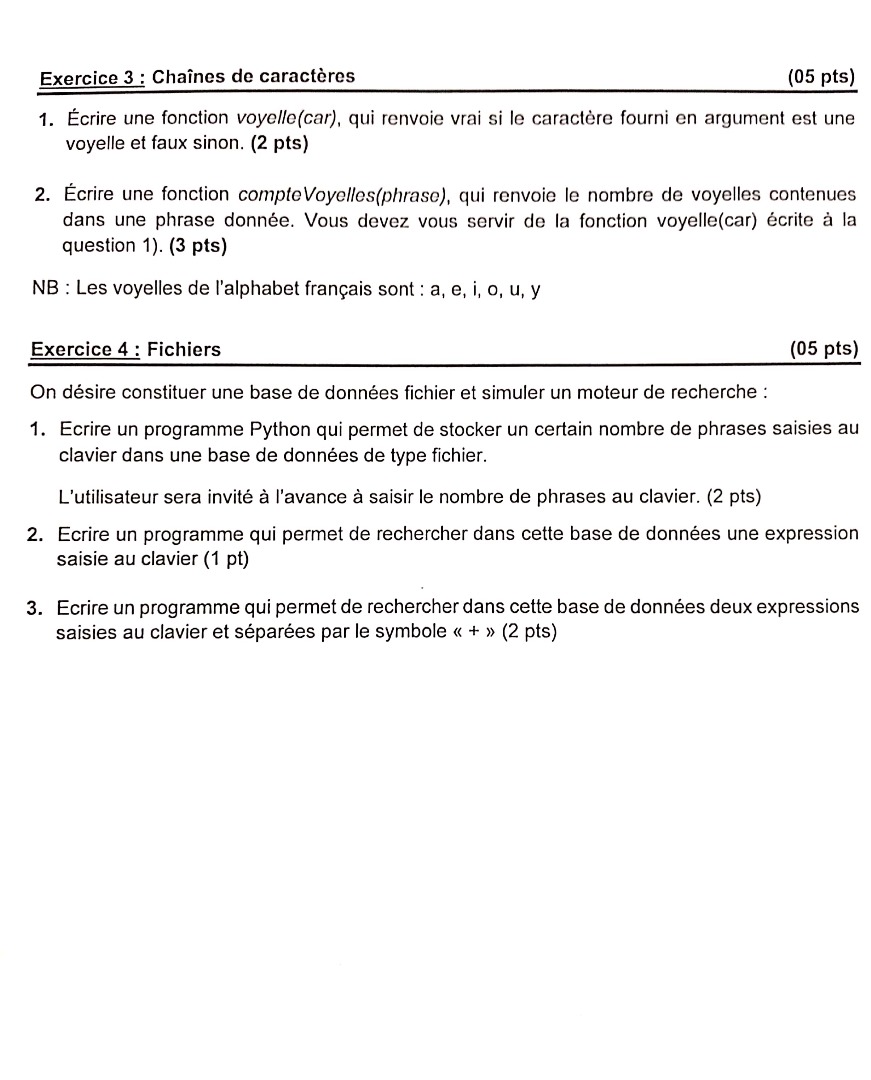 Exercice 3 : Chaînes de caractères (05 pts)
1. Écrire une fonction voyelle(car), qui renvoie vrai si le caractère fourni en argument est une
voyelle et faux sinon. (2 pts)
2. Écrire une fonction compteVoyelles(phrase), qui renvoie le nombre de voyelles contenues
dans une phrase donnée. Vous devez vous servir de la fonction voyelle(car) écrite à la
question 1). (3 pts)
NB : Les voyelles de l'alphabet français sont : a, e, i, o, u, y
Exercice 4 : Fichiers (05 pts)
On désire constituer une base de données fichier et simuler un moteur de recherche :
1. Ecrire un programme Python qui permet de stocker un certain nombre de phrases saisies au
clavier dans une base de données de type fichier.
L'utilisateur sera invité à l'avance à saisir le nombre de phrases au clavier. (2 pts)
2. Ecrire un programme qui permet de rechercher dans cette base de données une expression
saisie au clavier (1 pt)
3. Ecrire un programme qui permet de rechercher dans cette base de données deux expressions
saisies au clavier et séparées par le symbole « + » (2 pts)